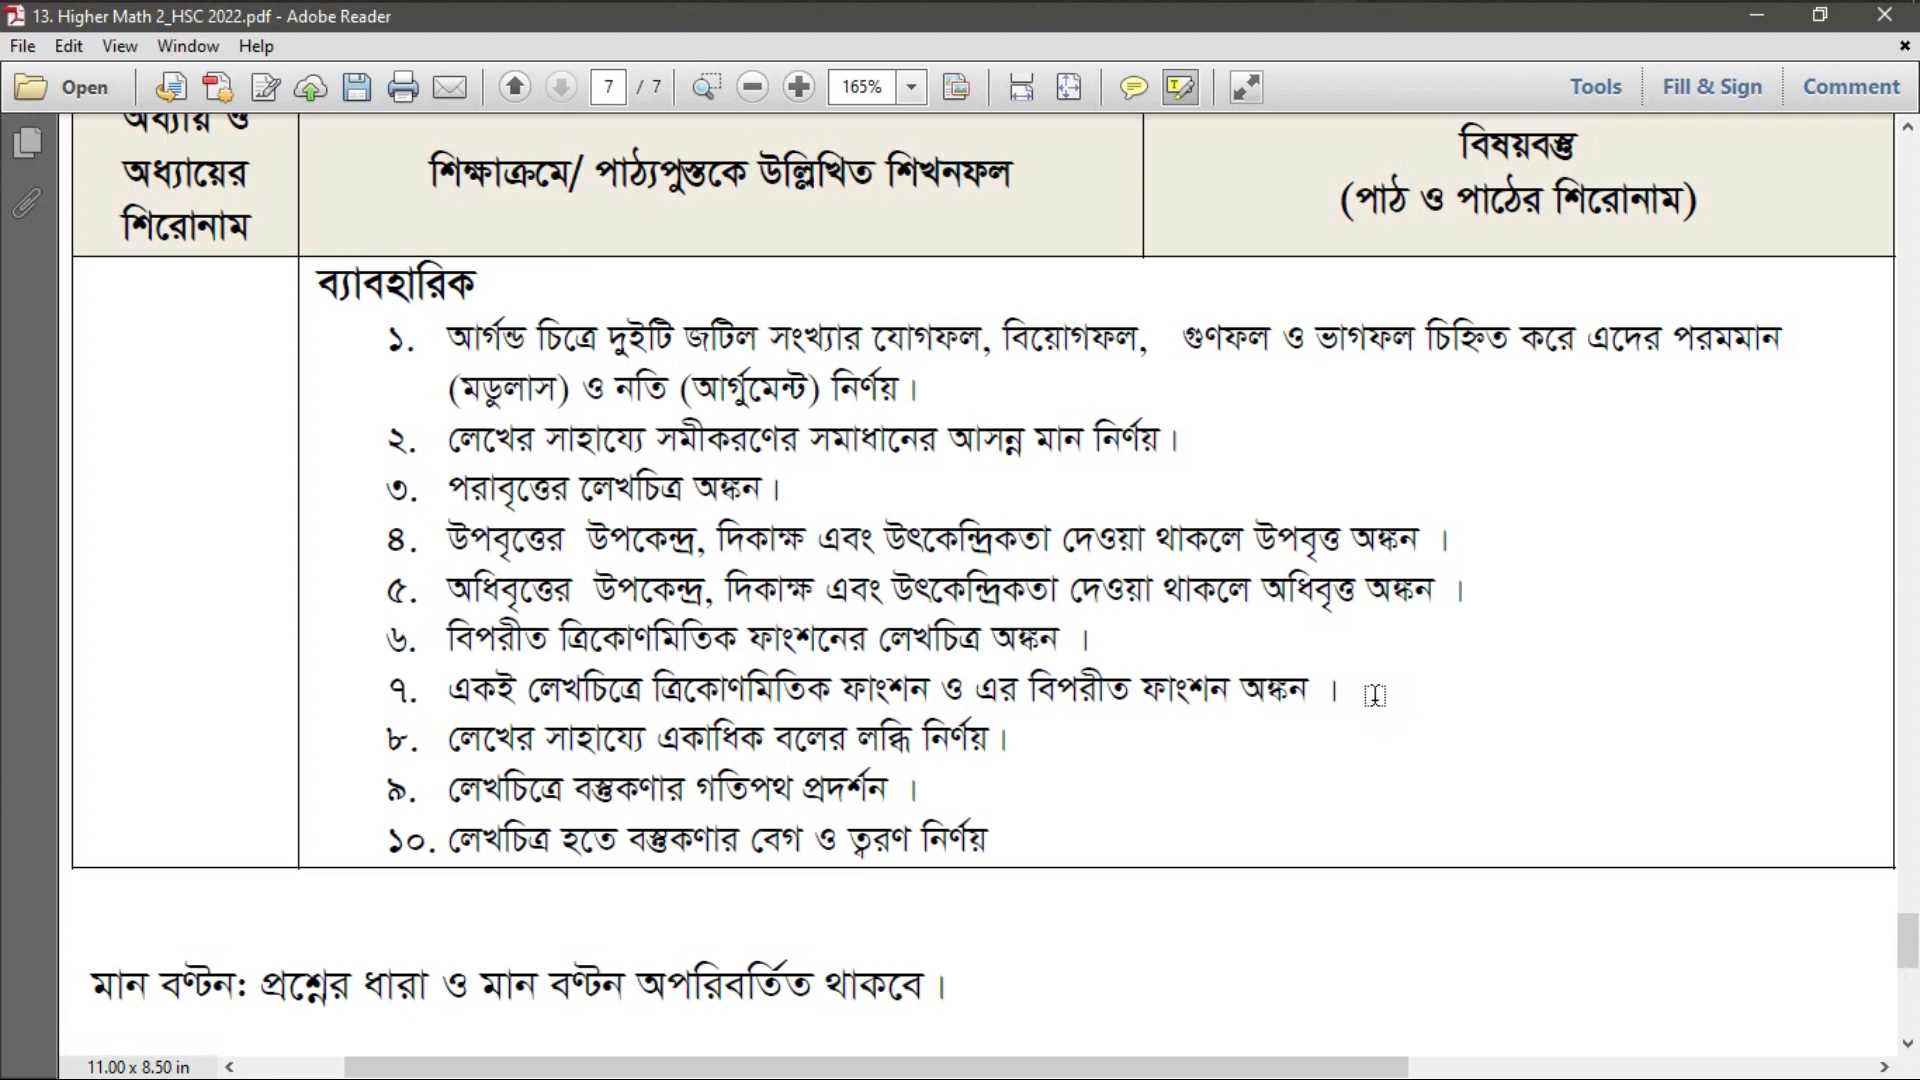 13. Higher Math 2_HSC 2022.pdf - Adobe Reader
File Edit View Window Help
Open 7 / 7 165% Tools Fill & Sign Comment
অধ্যায় ও
অধ্যায়ের
শিরোনাম
শিক্ষাক্রমে/ পাঠ্যপুস্তকে উল্লিখিত শিখনফল
বিষয়বস্তু
(পাঠ ও পাঠের শিরোনাম)
ব্যাবহারিক
১. আর্গন্ড চিত্রে দুইটি জটিল সংখ্যার যোগফল, বিয়োগফল, গুণফল ও ভাগফল চিহ্নিত করে এদের পরমমান
(মডুলাস) ও নতি (আর্গুমেন্ট) নির্ণয়।
২. লেখের সাহায্যে সমীকরণের সমাধানের আসন্ন মান নির্ণয়।
৩. পরাবৃত্তের লেখচিত্র অঙ্কন।
৪. উপবৃত্তের উপকেন্দ্র, দিকাক্ষ এবং উৎকেন্দ্রিকতা দেওয়া থাকলে উপবৃত্ত অঙ্কন ।
৫. অধিবৃত্তের উপকেন্দ্র, দিকাক্ষ এবং উৎকেন্দ্রিকতা দেওয়া থাকলে অধিবৃত্ত অঙ্কন ।
৬. বিপরীত ত্রিকোণমিতিক ফাংশনের লেখচিত্র অঙ্কন ।
৭. একই লেখচিত্রে ত্রিকোণমিতিক ফাংশন ও এর বিপরীত ফাংশন অঙ্কন ।
৮. লেখের সাহায্যে একাধিক বলের লব্ধি নির্ণয়।
৯. লেখচিত্রে বস্তুকণার গতিপথ প্রদর্শন ।
১০. লেখচিত্র হতে বস্তুকণার বেগ ও ত্বরণ নির্ণয়
মান বণ্টন: প্রশ্নের ধারা ও মান বণ্টন অপরিবর্তিত থাকবে।
11.00 x 8.50 in